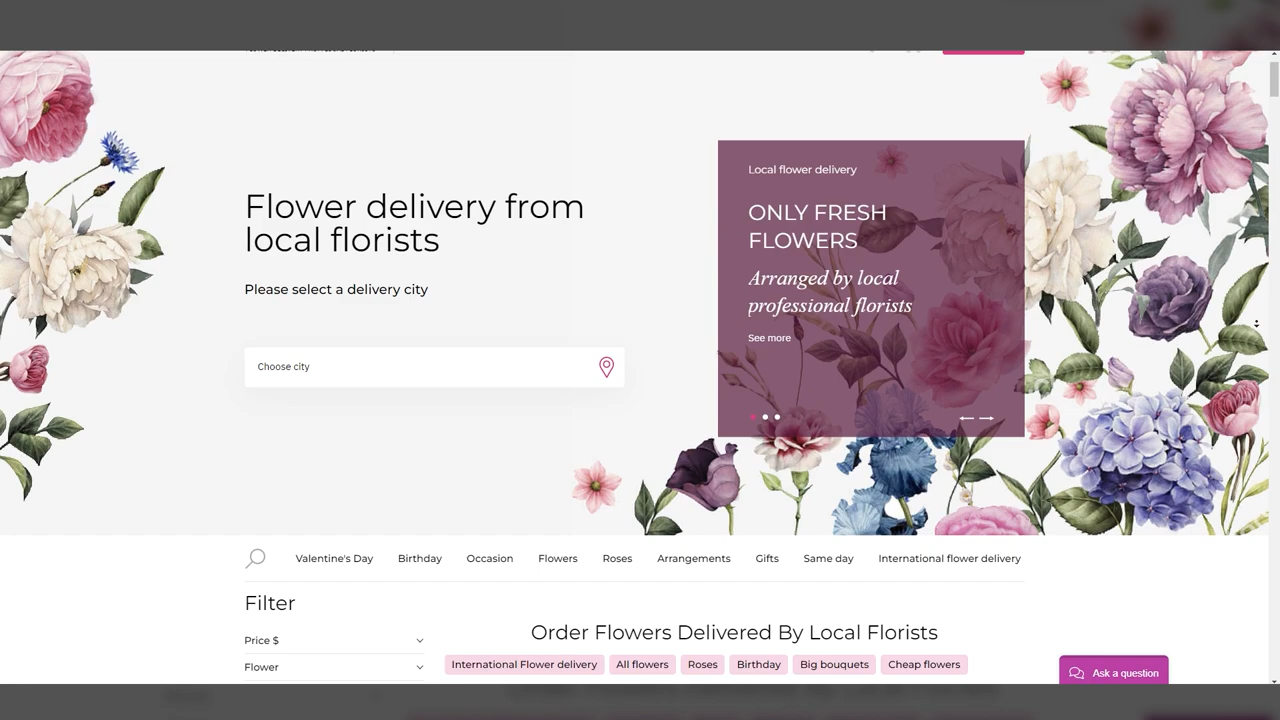 Flower delivery from
local florists
Please select a delivery city
Choose city
Local flower delivery
ONLY FRESH
FLOWERS
Arranged by local
professional florists
See more
Valentine's Day Birthday Occasion Flowers Roses Arrangements Gifts Same day International flower delivery
Filter
Price $
Flower
Order Flowers Delivered By Local Florists
International Flower delivery All flowers Roses Birthday Big bouquets Cheap flowers
Ask a question